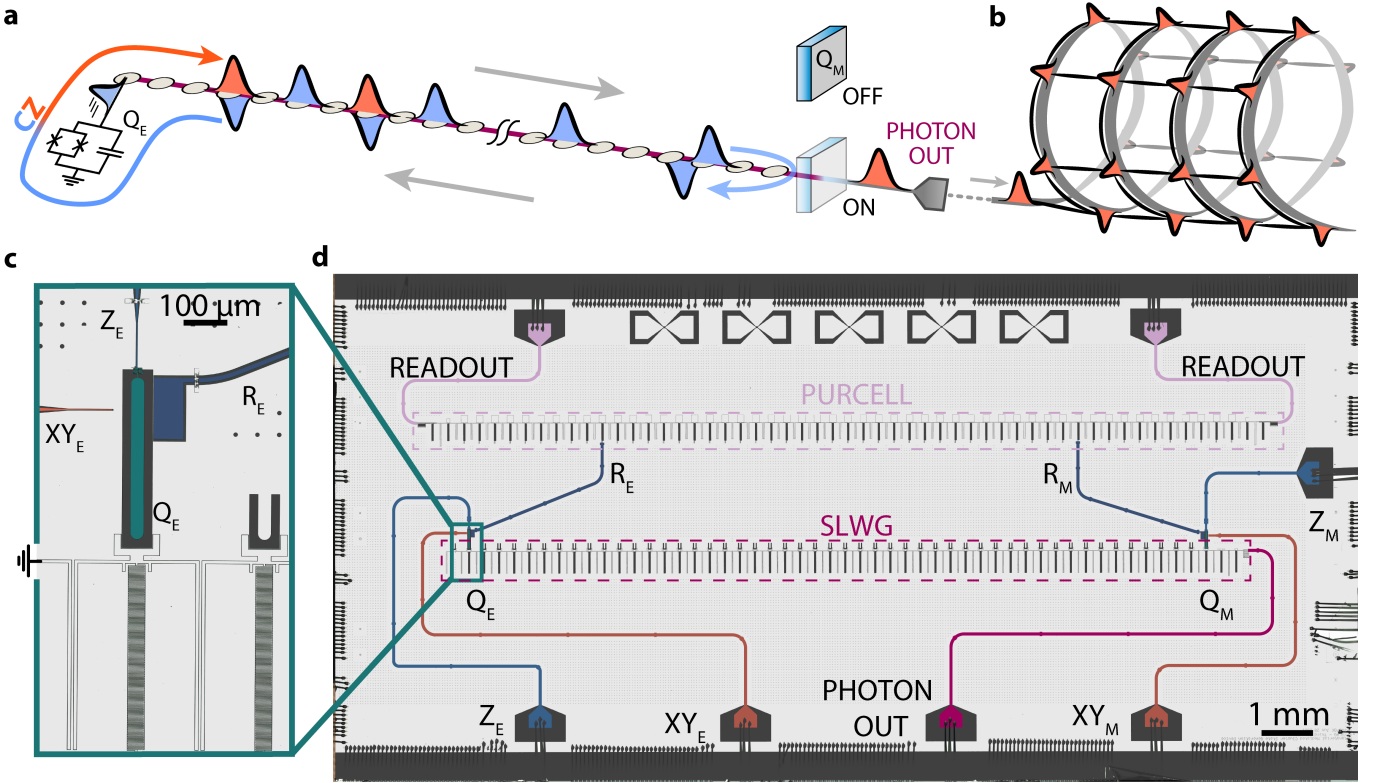 a
CZ
Q_E
Q_M
OFF
PHOTON
OUT
ON
b
c
Z_E
100 μm
R_E
XY_E
Q_E
d
READOUT
READOUT
PURCELL
R_E
R_M
SLWG
Z_M
Q_E
Q_M
Z_E
XY_E
PHOTON
OUT
XY_M
1 mm